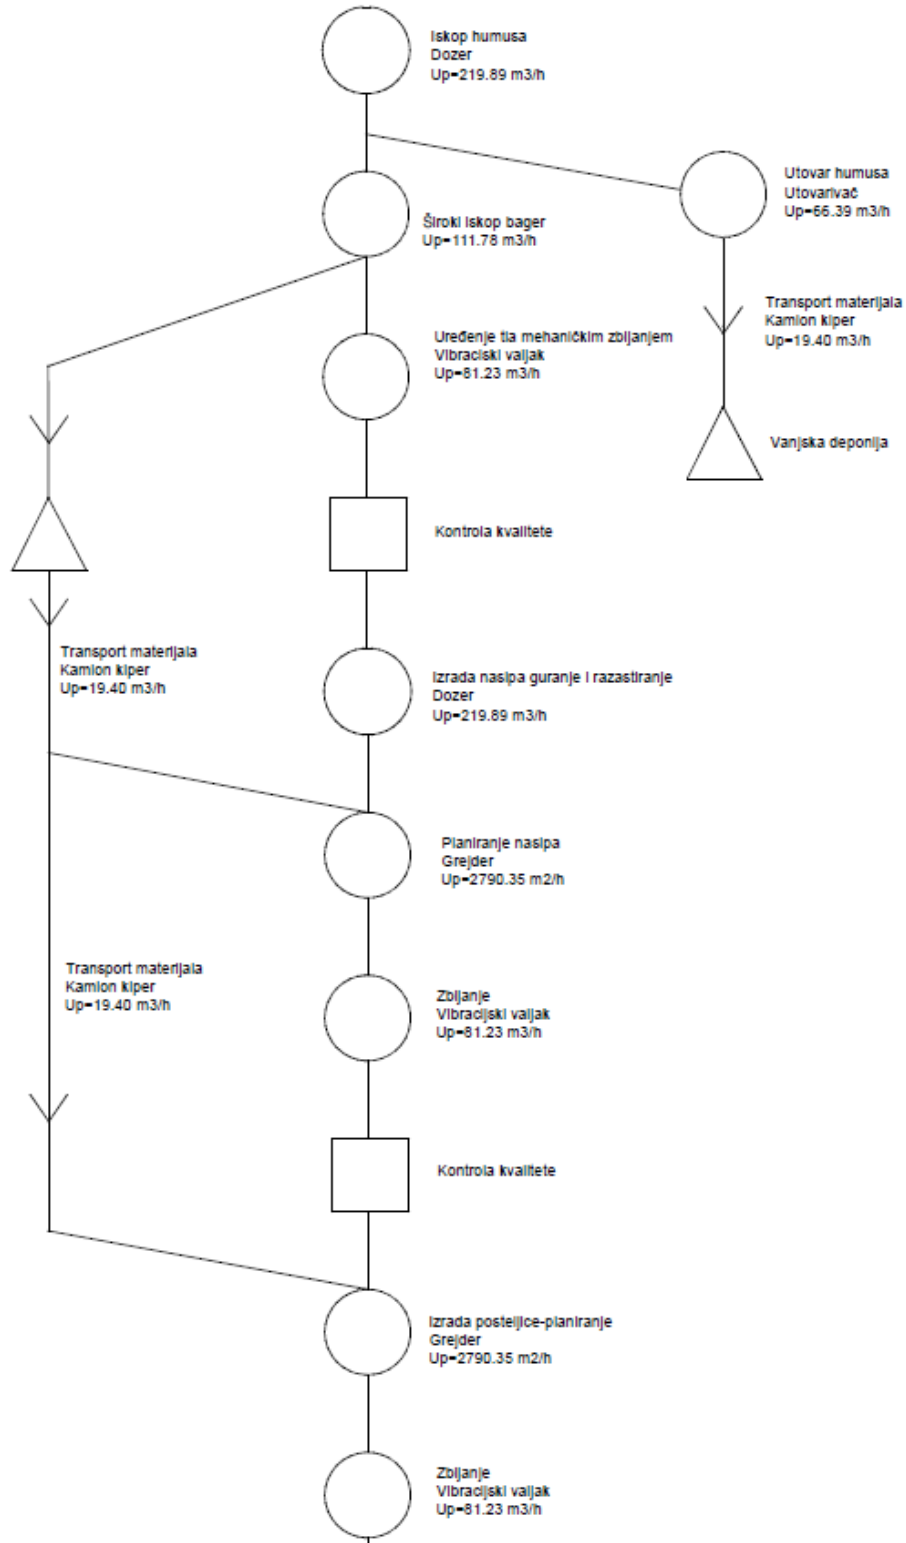 Iskop humusa
Dozer
Up=219.89 m3/h
Utovar humusa
Utovarivač
Up=66.39 m3/h
Široki iskop bager
Up=111.78 m3/h
Transport materijala
Kamion kiper
Up=19.40 m3/h
Uređenje tla mehaničkim zbijanjem
Vibraciski valjak
Up=81.23 m3/h
Vanjska deponija
Kontrola kvalitete
Transport materijala
Kamion kiper
Up=19.40 m3/h
Izrada nasipa guranje i razastiranje
Dozer
Up=219.89 m3/h
Planiranje nasipa
Grejder
Up=2790.35 m2/h
Transport materijala
Kamion kiper
Up=19.40 m3/h
Zbijanje
Vibracijski valjak
Up=81.23 m3/h
Kontrola kvalitete
Izrada posteljice-planiranje
Grejder
Up=2790.35 m2/h
Zbijanje
Vibracijski valjak
Up=81.23 m3/h